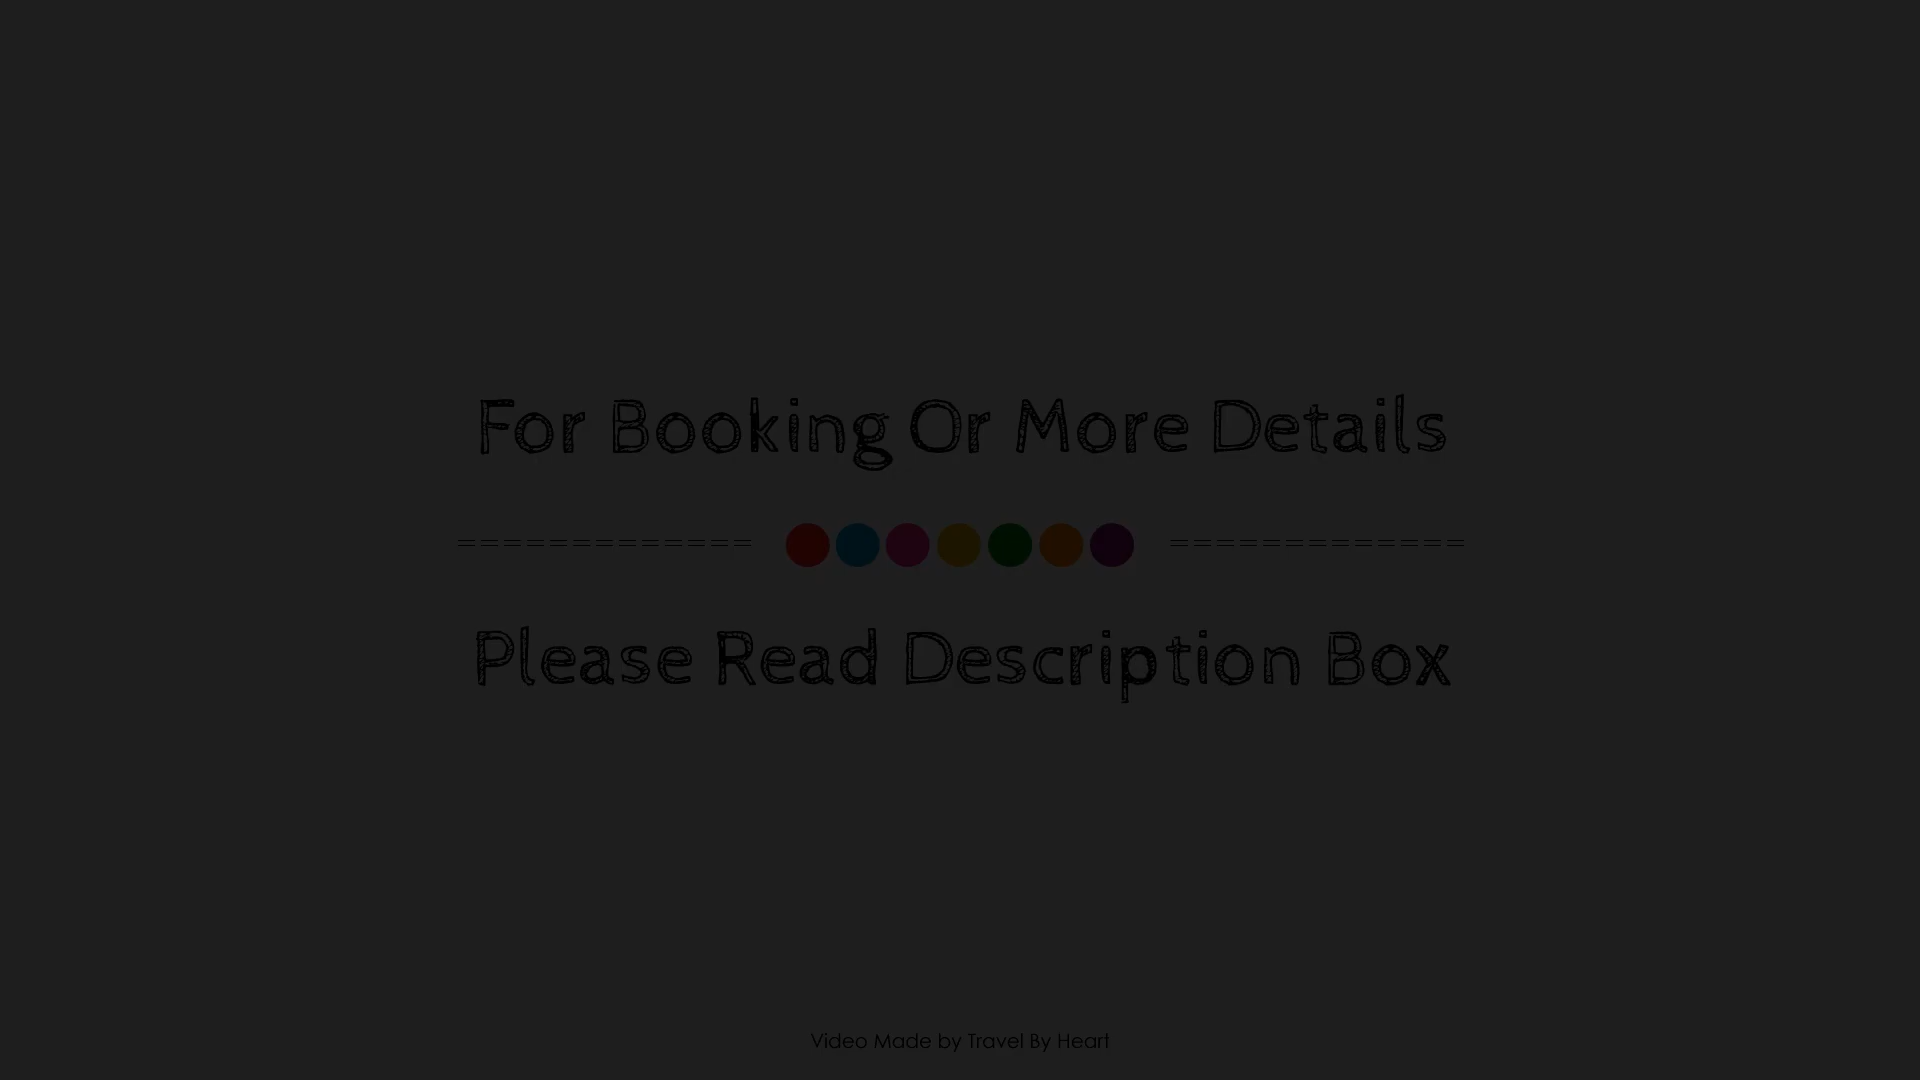 For Booking Or More Details
============= =============
Please Read Description Box
Video Made by Travel By Heart